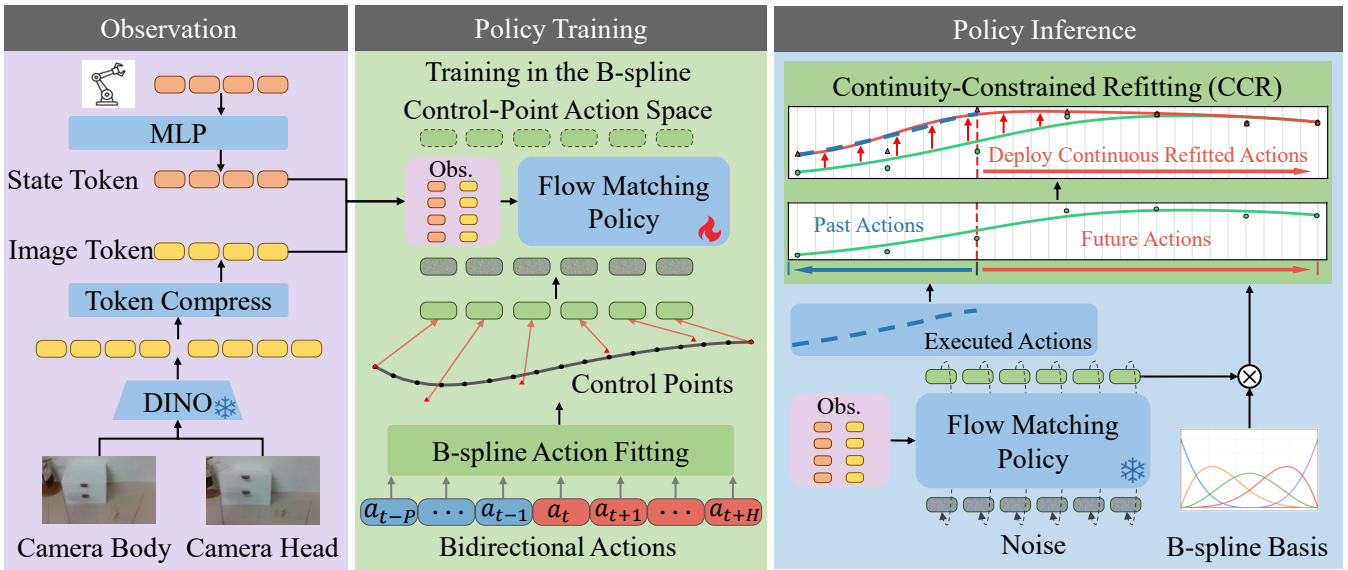 Observation
MLP
State Token
Image Token
Token Compress
DINO
Camera Body
Camera Head
Policy Training
Training in the B-spline
Control-Point Action Space
Obs.
Flow Matching
Policy
Control Points
B-spline Action Fitting
a_{t-P} ... a_{t-1} a_t a_{t+1} ... a_{t+H}
Bidirectional Actions
Policy Inference
Continuity-Constrained Refitting (CCR)
Deploy Continuous Refitted Actions
Past Actions
Future Actions
Executed Actions
Obs.
Flow Matching
Policy
Noise
B-spline Basis